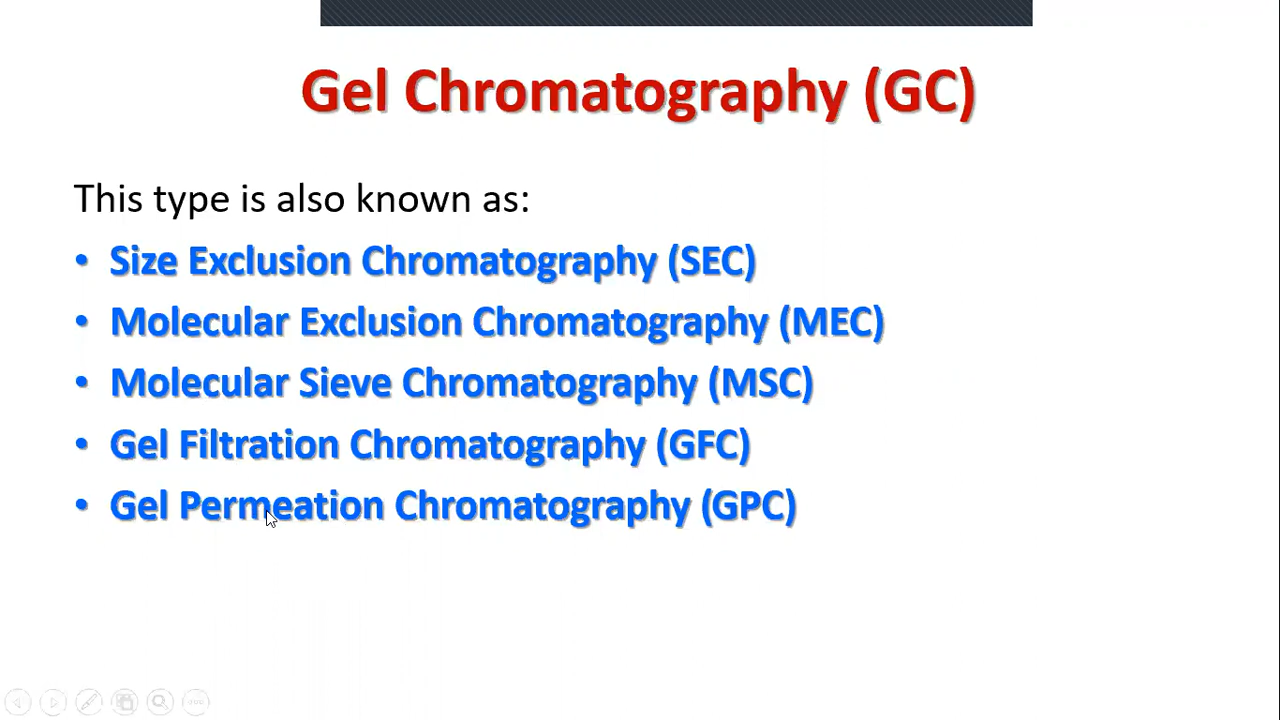 Gel Chromatography (GC)
This type is also known as:
• Size Exclusion Chromatography (SEC)
• Molecular Exclusion Chromatography (MEC)
• Molecular Sieve Chromatography (MSC)
• Gel Filtration Chromatography (GFC)
• Gel Permeation Chromatography (GPC)